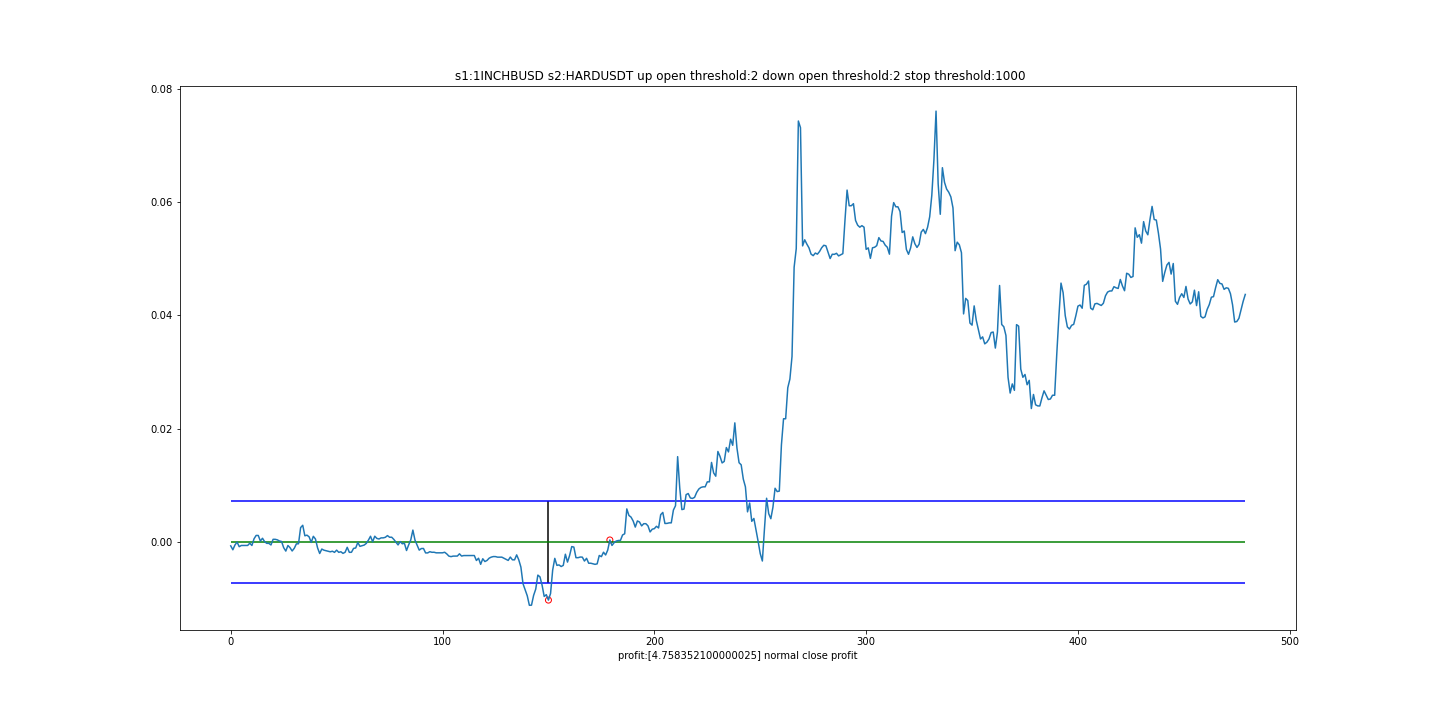 s1:1INCHBUSD s2:HARDUSDT up open threshold:2 down open threshold:2 stop threshold:1000
0.08
0.06
0.04
0.02
0.00
0 100 200 300 400 500
profit:[4.758352100000025] normal close profit